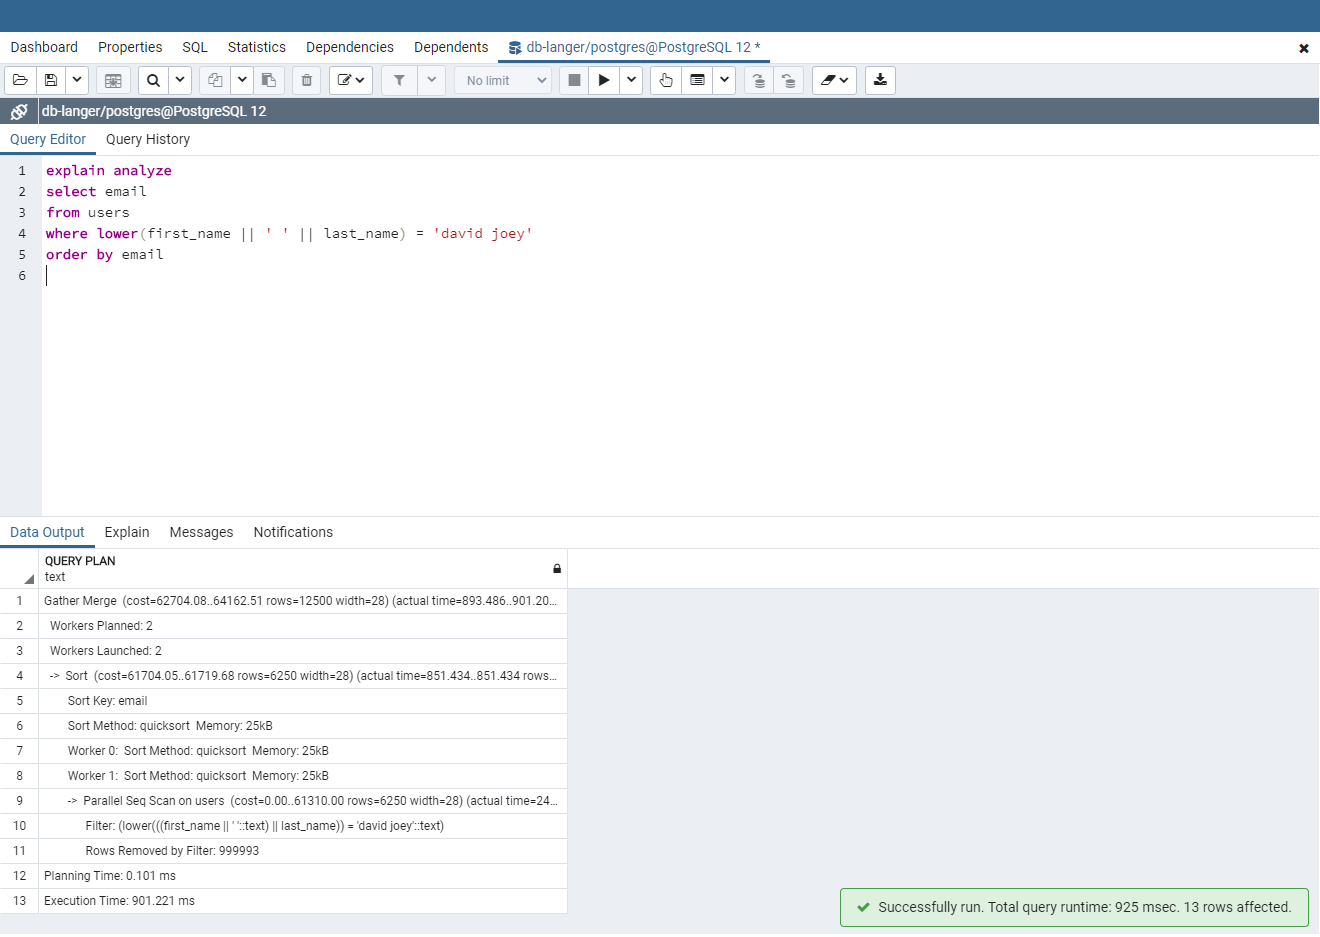 Dashboard Properties SQL Statistics Dependencies Dependents db-langer/postgres@PostgreSQL 12 *
No limit
db-langer/postgres@PostgreSQL 12
Query Editor Query History
1 explain analyze
2 select email
3 from users
4 where lower(first_name || ' ' || last_name) = 'david joey'
5 order by email
6
Data Output Explain Messages Notifications
QUERY PLAN
text
1 Gather Merge (cost=62704.08..64162.51 rows=12500 width=28) (actual time=893.486..901.20...
2 Workers Planned: 2
3 Workers Launched: 2
4 -> Sort (cost=61704.05..61719.68 rows=6250 width=28) (actual time=851.434..851.434 rows...
5 Sort Key: email
6 Sort Method: quicksort Memory: 25kB
7 Worker 0: Sort Method: quicksort Memory: 25kB
8 Worker 1: Sort Method: quicksort Memory: 25kB
9 -> Parallel Seq Scan on users (cost=0.00..61310.00 rows=6250 width=28) (actual time=24...
10 Filter: (lower(((first_name || ' '::text) || last_name)) = 'david joey'::text)
11 Rows Removed by Filter: 999993
12 Planning Time: 0.101 ms
13 Execution Time: 901.221 ms
Successfully run. Total query runtime: 925 msec. 13 rows affected.